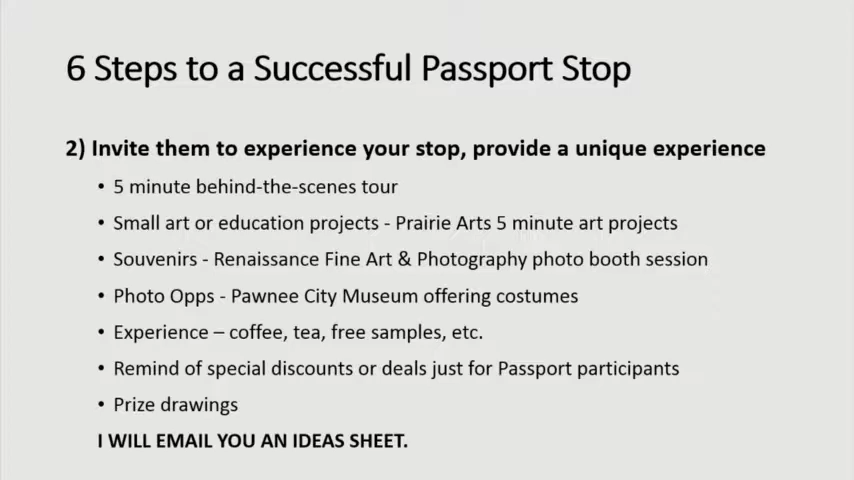 6 Steps to a Successful Passport Stop
2) Invite them to experience your stop, provide a unique experience
• 5 minute behind-the-scenes tour
• Small art or education projects - Prairie Arts 5 minute art projects
• Souvenirs - Renaissance Fine Art & Photography photo booth session
• Photo Opps - Pawnee City Museum offering costumes
• Experience – coffee, tea, free samples, etc.
• Remind of special discounts or deals just for Passport participants
• Prize drawings
I WILL EMAIL YOU AN IDEAS SHEET.